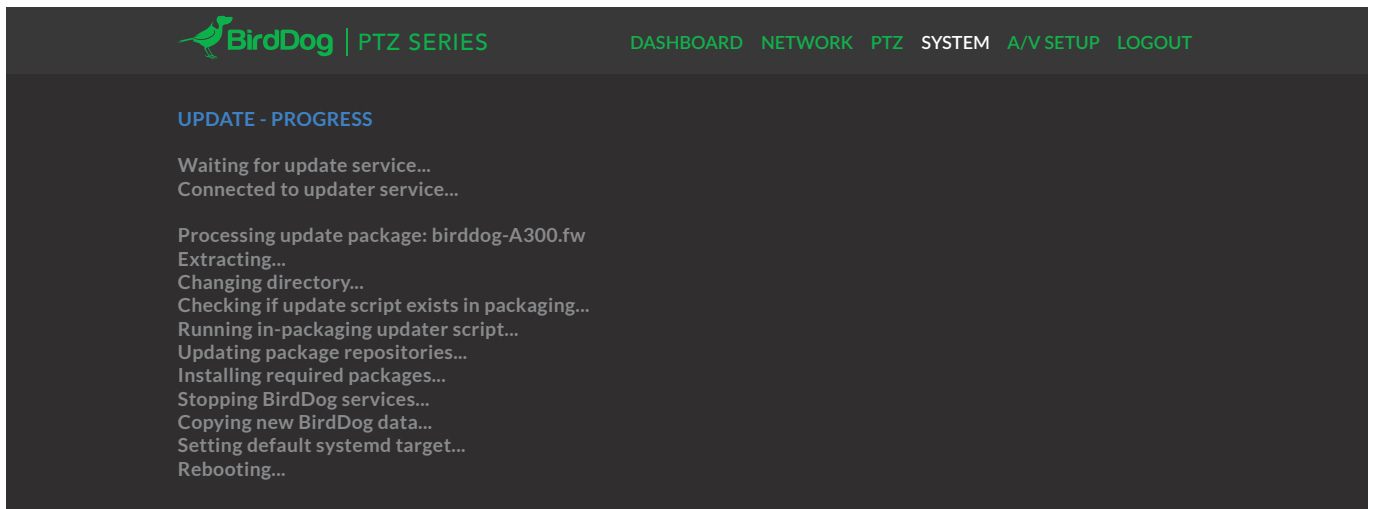 BirdDog | PTZ SERIES
DASHBOARD NETWORK PTZ SYSTEM A/V SETUP LOGOUT
UPDATE - PROGRESS
Waiting for update service...
Connected to updater service...
Processing update package: birddog-A300.fw
Extracting...
Changing directory...
Checking if update script exists in packaging...
Running in-packaging updater script...
Updating package repositories...
Installing required packages...
Stopping BirdDog services...
Copying new BirdDog data...
Setting default systemd target...
Rebooting...